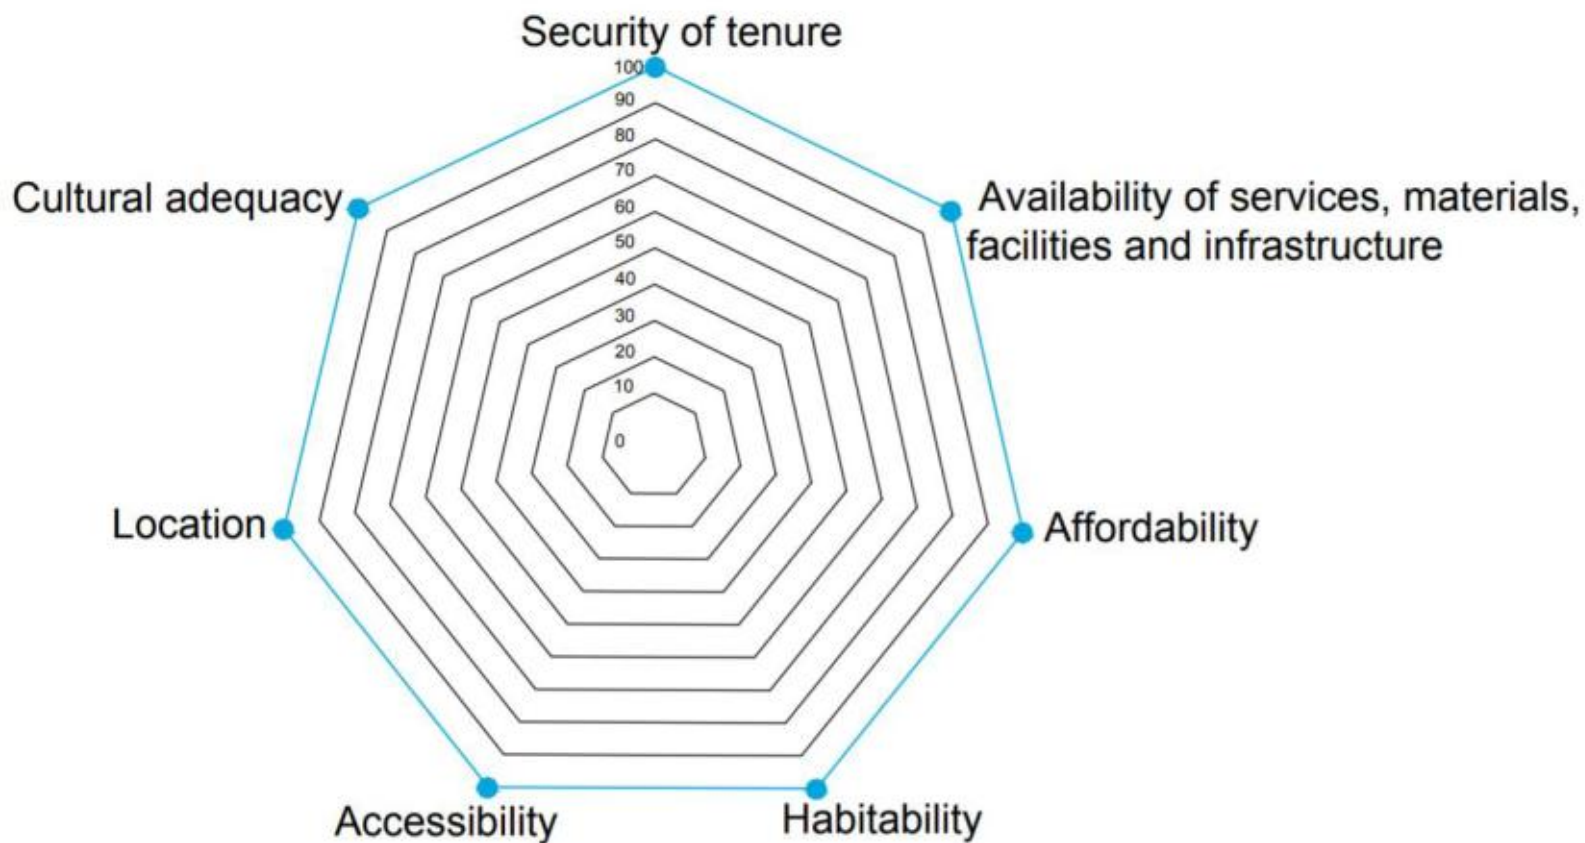 Security of tenure
100
90
80
70
60
50
40
30
20
10
0
Cultural adequacy
Availability of services, materials,
facilities and infrastructure
Location
Affordability
Accessibility
Habitability